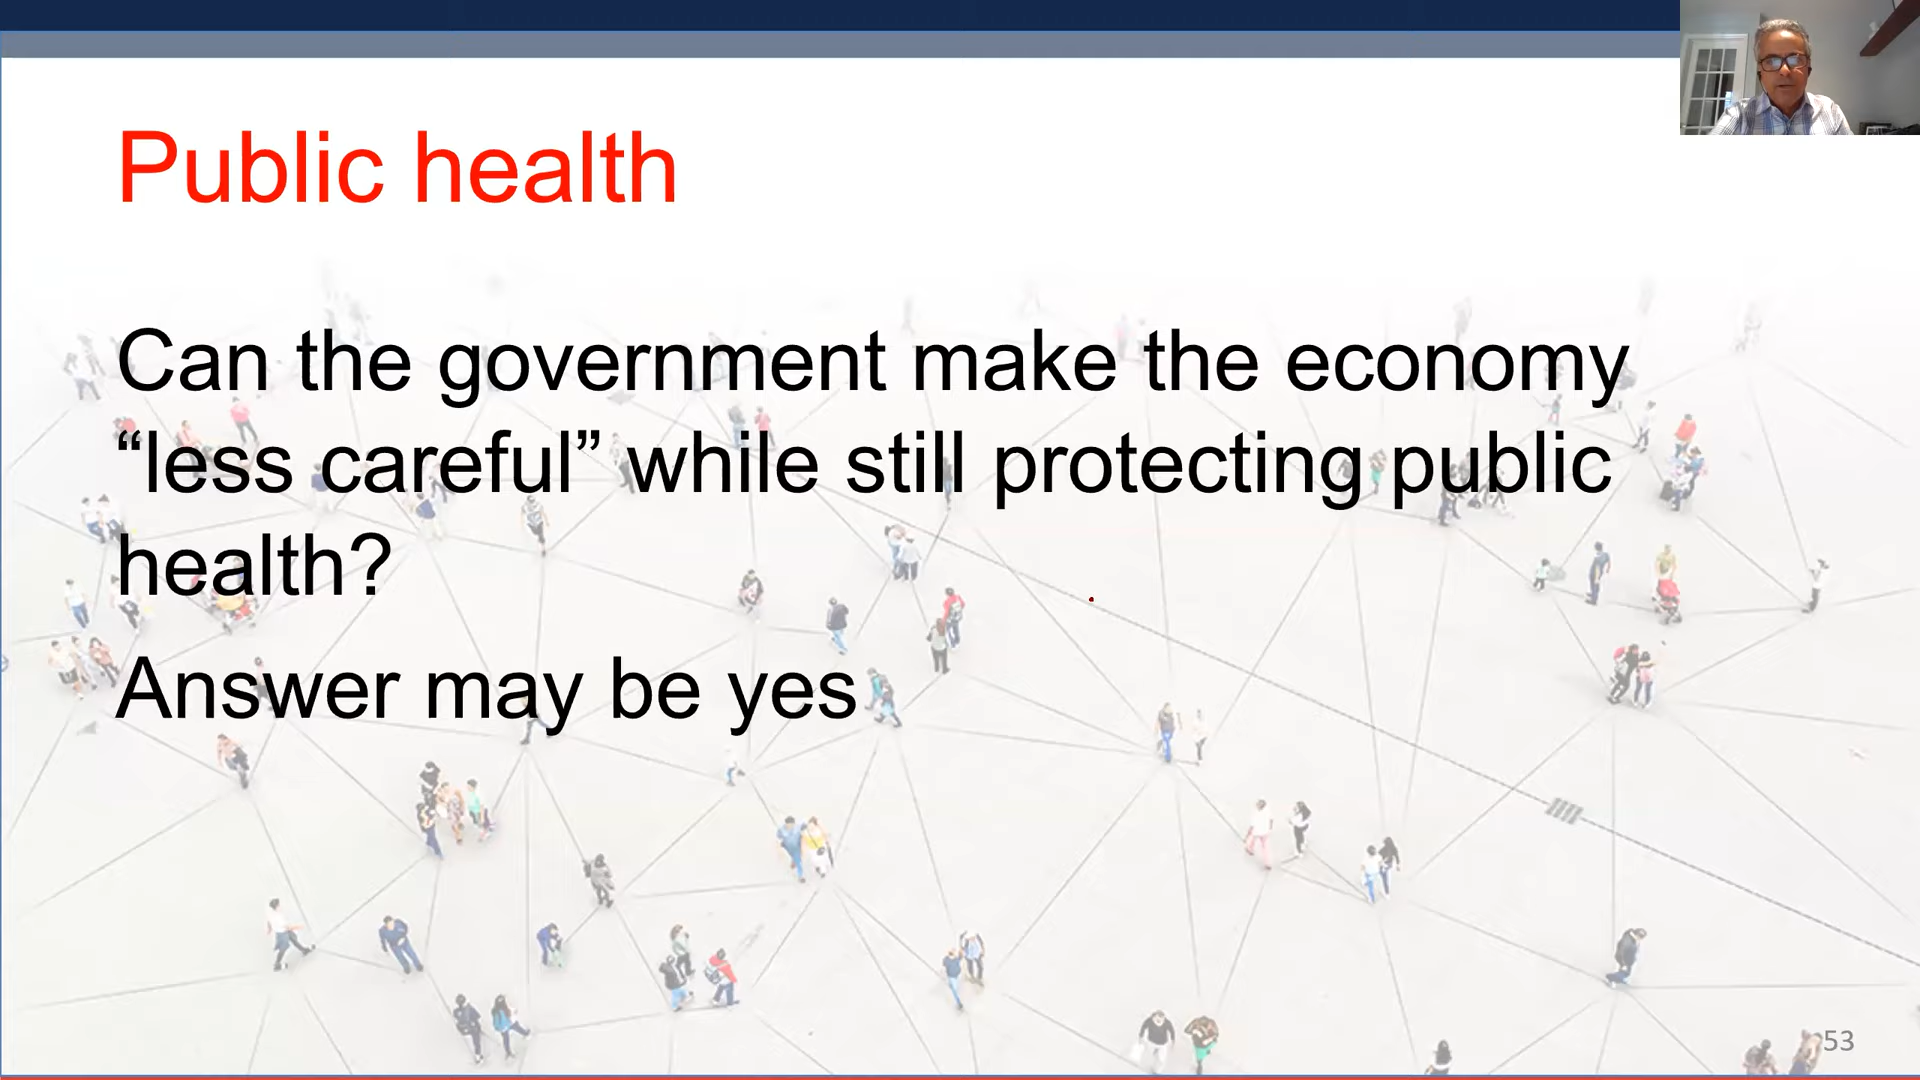 Public health
Can the government make the economy
“less careful” while still protecting public
health?
Answer may be yes
53